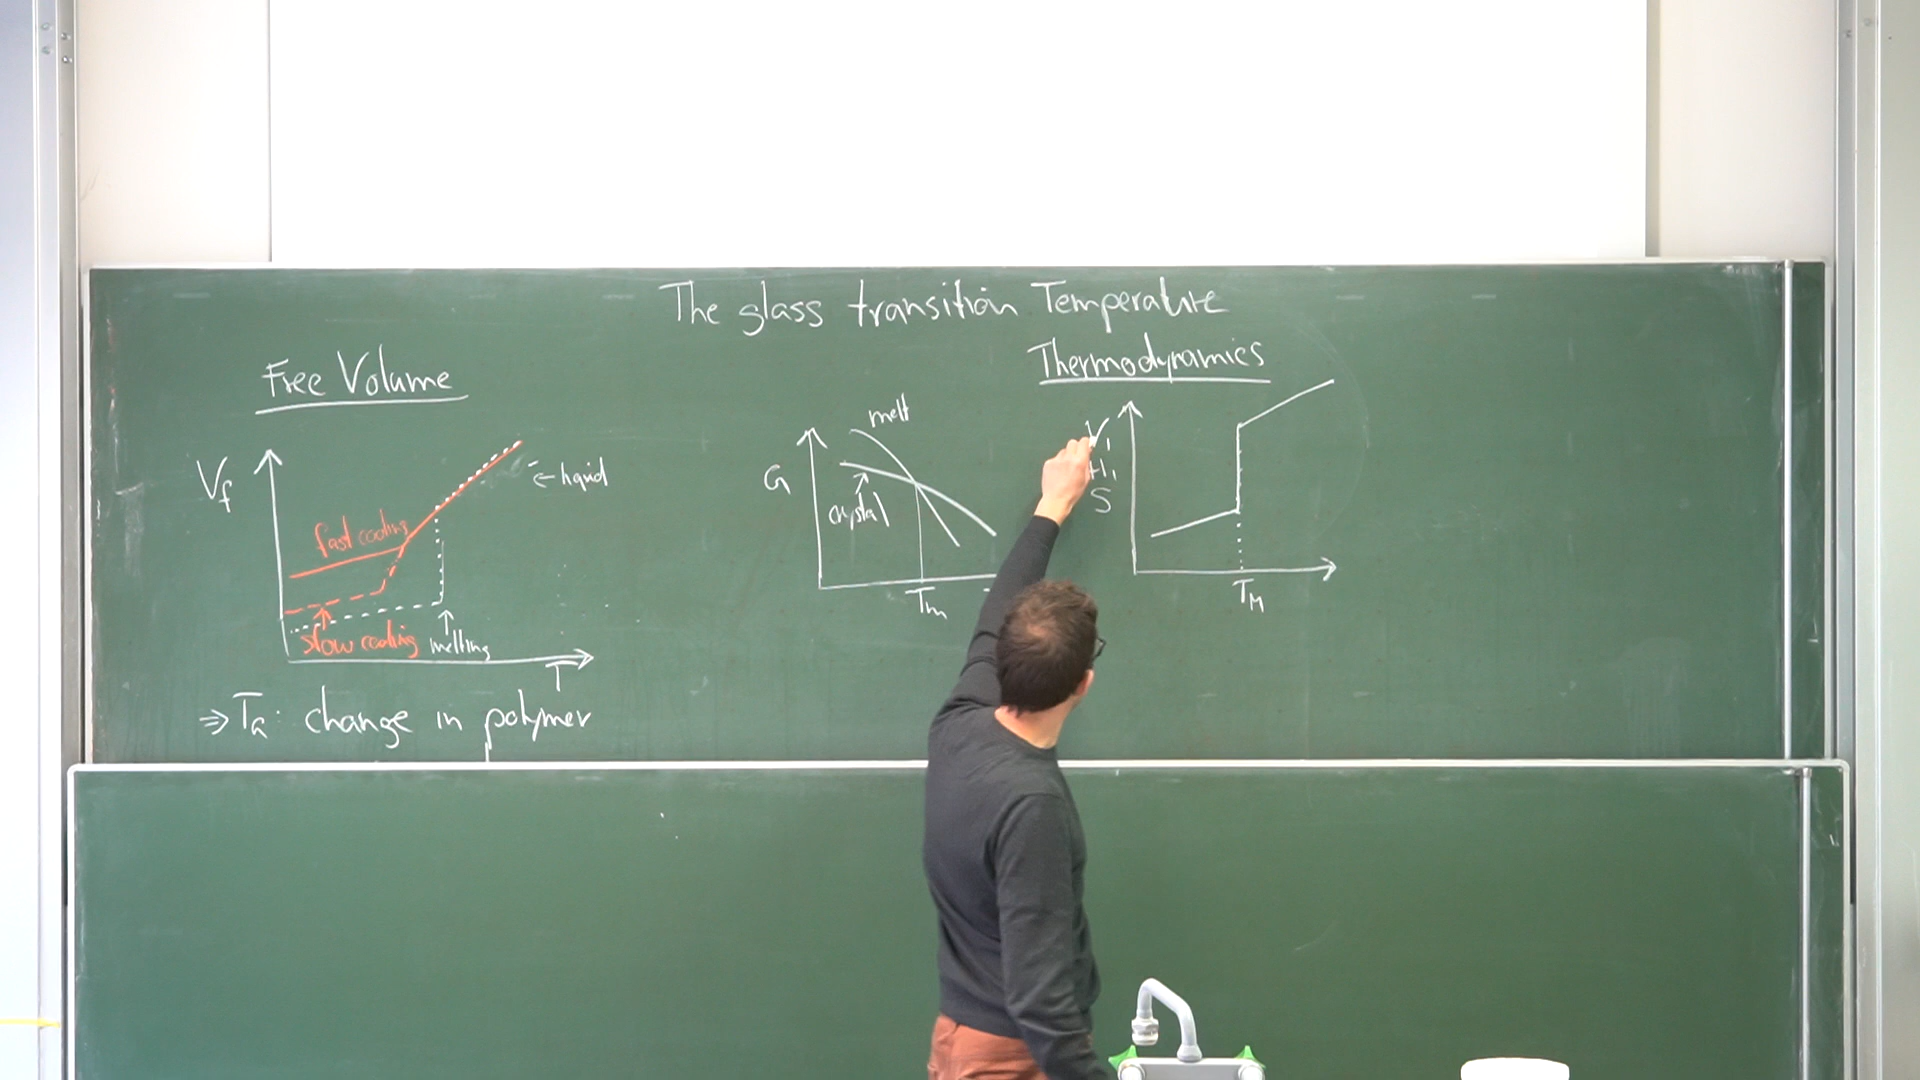 The glass transition Temperature
Free Volume
Vf
fast cooling
slow cooling
melting
← liquid
T
⇒ TG: change in polymer
Thermodynamics
G
melt
crystal
Tm
V,
H,
S
TM